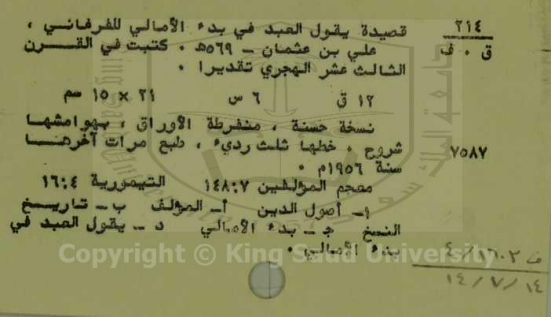 ٢١٤
ق . ف
قصيدة يقول العبد في بدء الأمالي للفرغاني ،
علي بن عثمان - ٥٦٩ھ . كتبت في القرن
الثالث عشر الهجري تقديرا .
١٢ ق    ٦ س    ٢١ × ١٥ سم
نسخة حسنة ، منفرطة الأوراق ، بهوامشها
٧٥٨٧
شروح ، خطها ثلث رديء ، طبع مرات آخرها
سنة ١٩٥٦م .
معجم المؤلفين ١٤٨:٧    التيمورية ١٦:٤
١- أصول الدين    أ- المؤلف    ب- تاريخ
النسخ    ج- بدء الأمالي    د- يقول العبد في
بدء الأمالي .
Copyright © King Saud University
١٤/٧/١٤